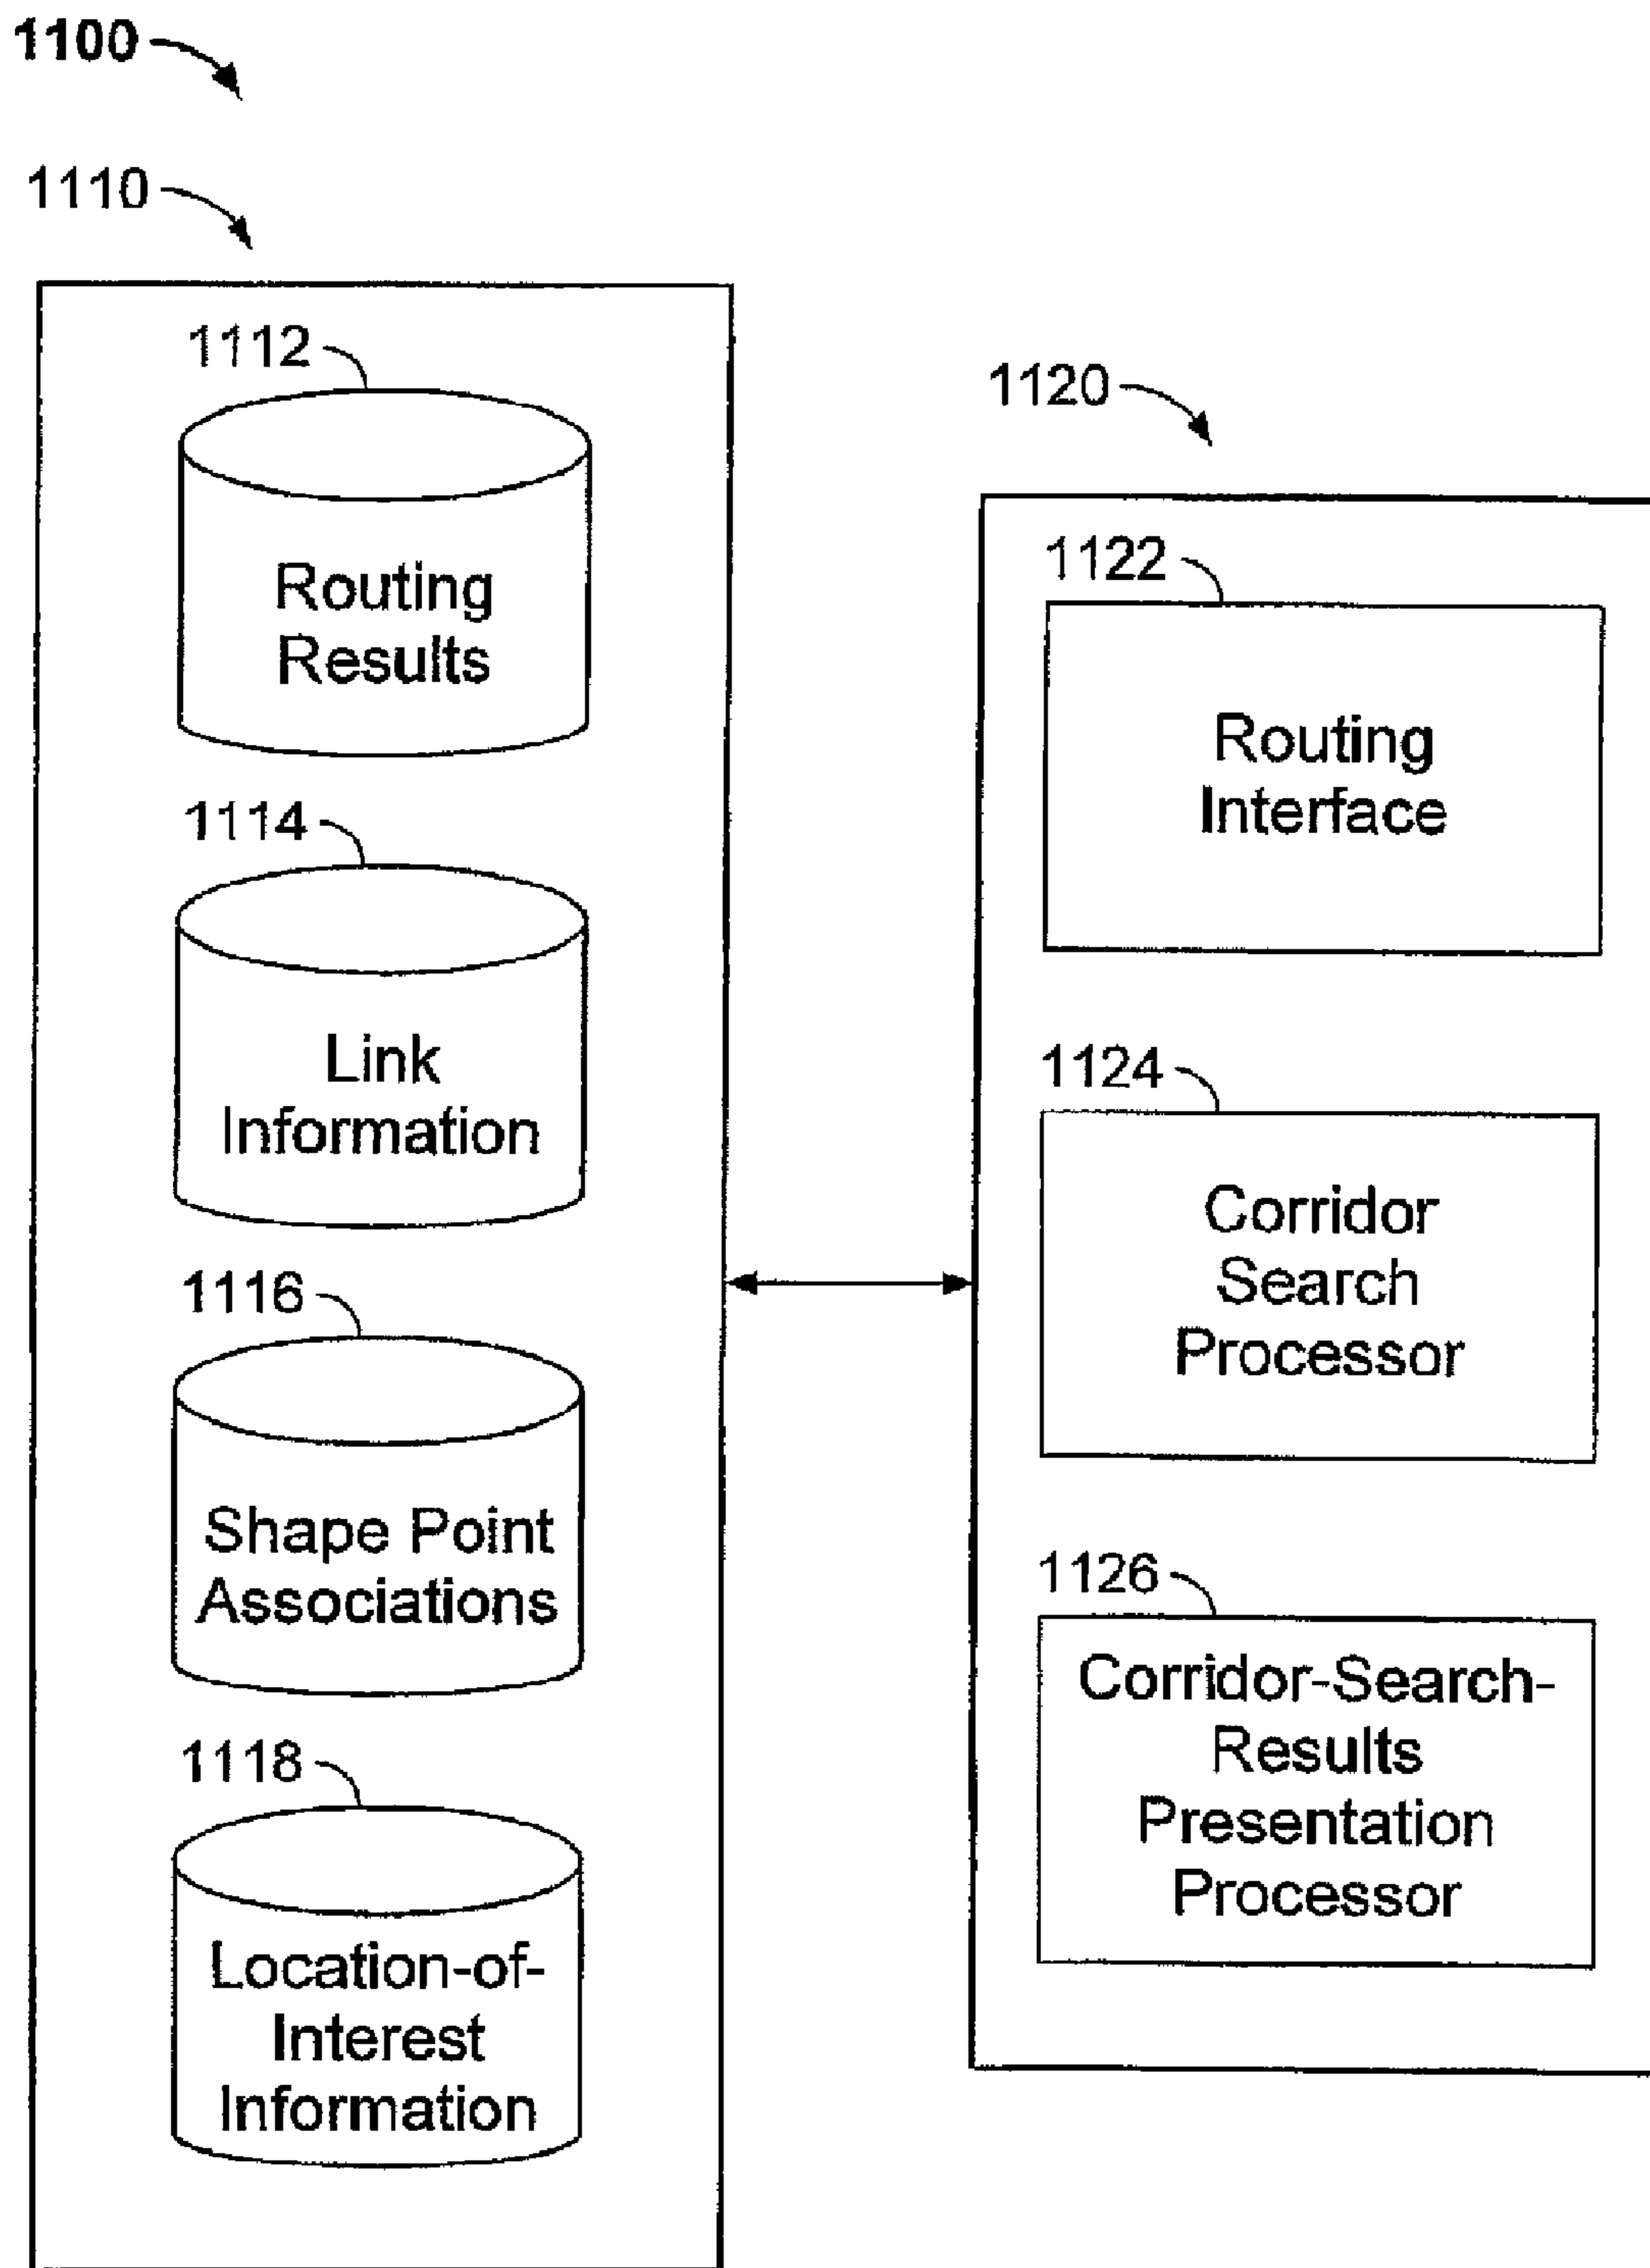 1100
1110
1112
Routing
Results
1114
Link
Information
1116
Shape Point
Associations
1118
Location-of-
Interest
Information
1120
1122
Routing
Interface
1124
Corridor
Search
Processor
1126
Corridor-Search-
Results
Presentation
Processor